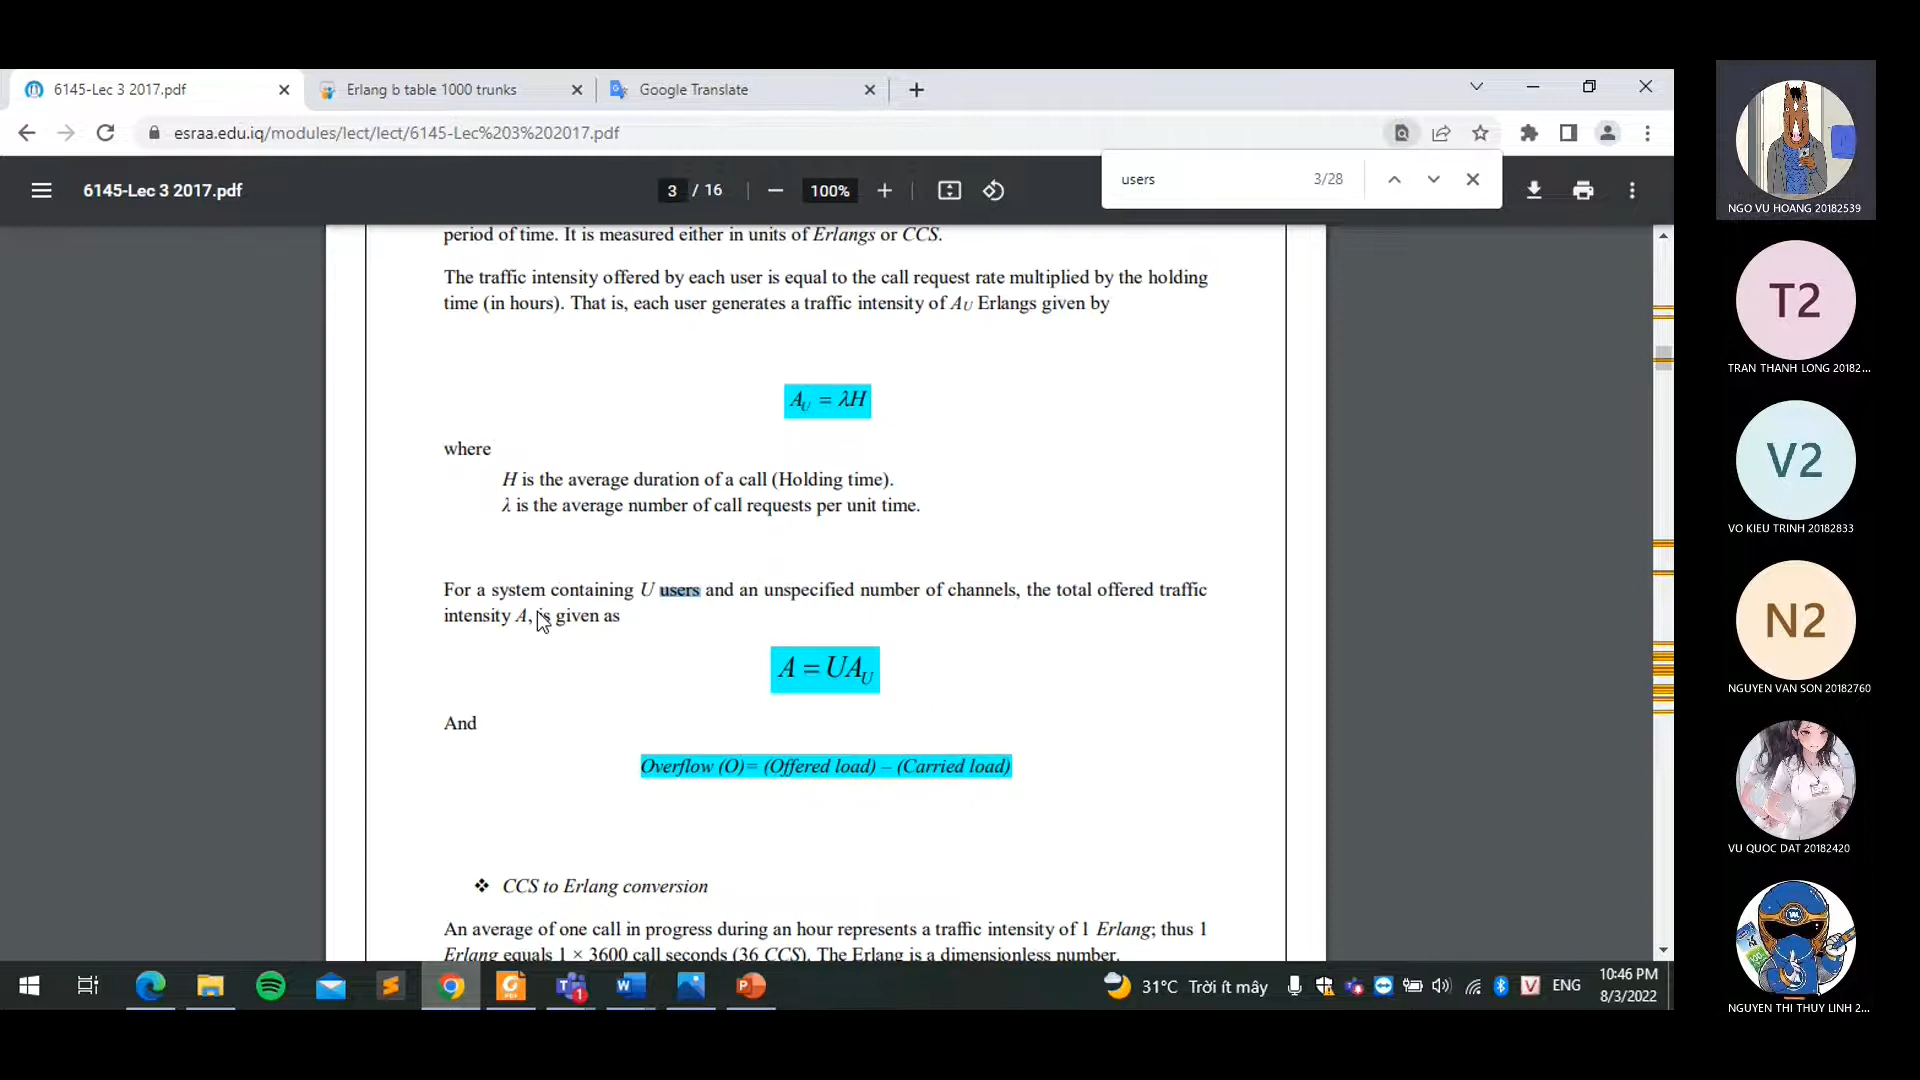 6145-Lec 3 2017.pdf
Erlang b table 1000 trunks
Google Translate
esraa.edu.iq/modules/lect/lect/6145-Lec%203%202017.pdf
6145-Lec 3 2017.pdf
3 / 16
100%
users
3/28
period of time. It is measured either in units of Erlangs or CCS.
The traffic intensity offered by each user is equal to the call request rate multiplied by the holding
time (in hours). That is, each user generates a traffic intensity of AU Erlangs given by
AU = λH
where
H is the average duration of a call (Holding time).
λ is the average number of call requests per unit time.
For a system containing U users and an unspecified number of channels, the total offered traffic
intensity A, is given as
A = UAU
And
Overflow (O)= (Offered load) – (Carried load)
❖ CCS to Erlang conversion
An average of one call in progress during an hour represents a traffic intensity of 1 Erlang; thus 1
Erlang equals 1 × 3600 call seconds (36 CCS). The Erlang is a dimensionless number.
31°C Trời ít mây
ENG
10:46 PM
8/3/2022
NGO VU HOANG 20182539
T2
TRAN THANH LONG 20182...
V2
VO KIEU TRINH 20182833
N2
NGUYEN VAN SON 20182760
VU QUOC DAT 20182420
NGUYEN THI THUY LINH 2...